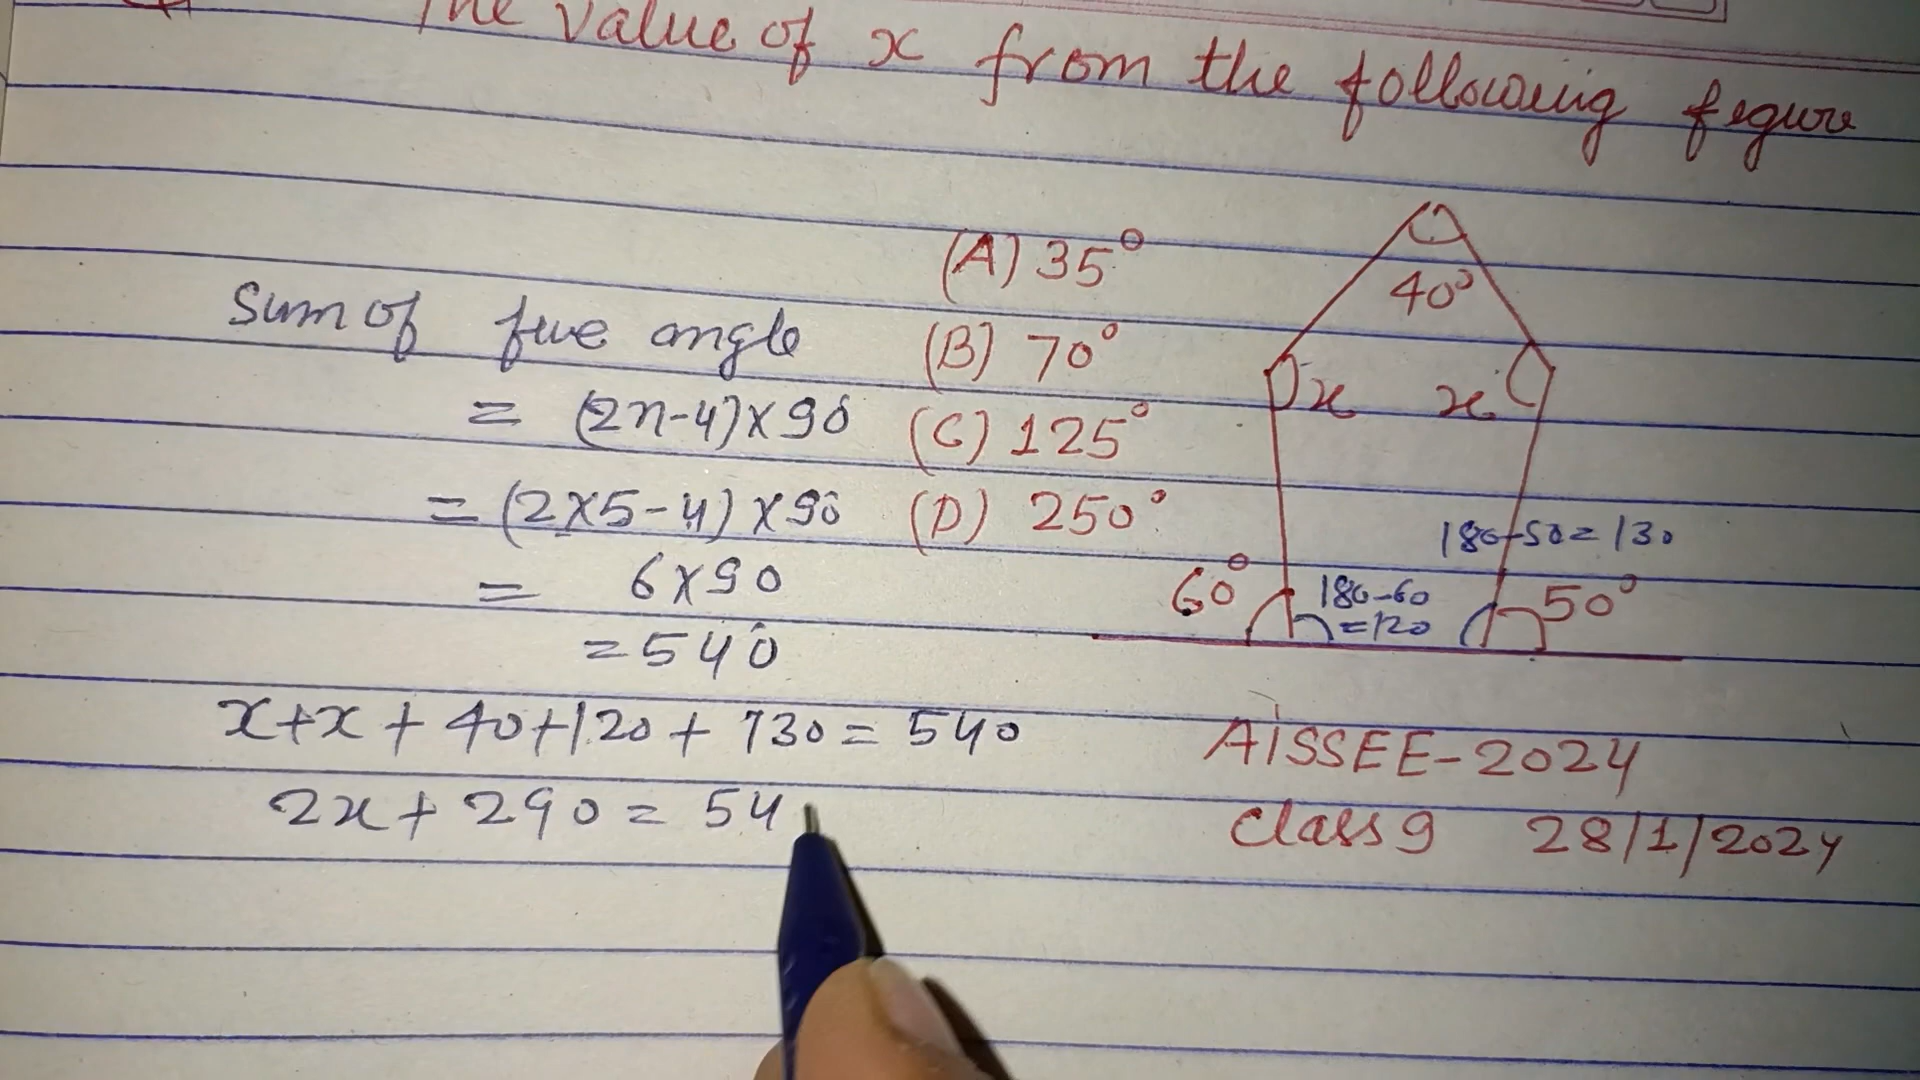 The value of x from the following figure
(A) 35°
40°
Sum of five angle
(B) 70°
x x
= (2n-4)×90
(C) 125°
= (2×5-4)×90
(D) 250°
180-50=130
= 6×90
60°
180-60
=120
50°
=540
x+x+40+120+130=540
AISSEE-2024
2x+290=54
Class 9 28/1/2024